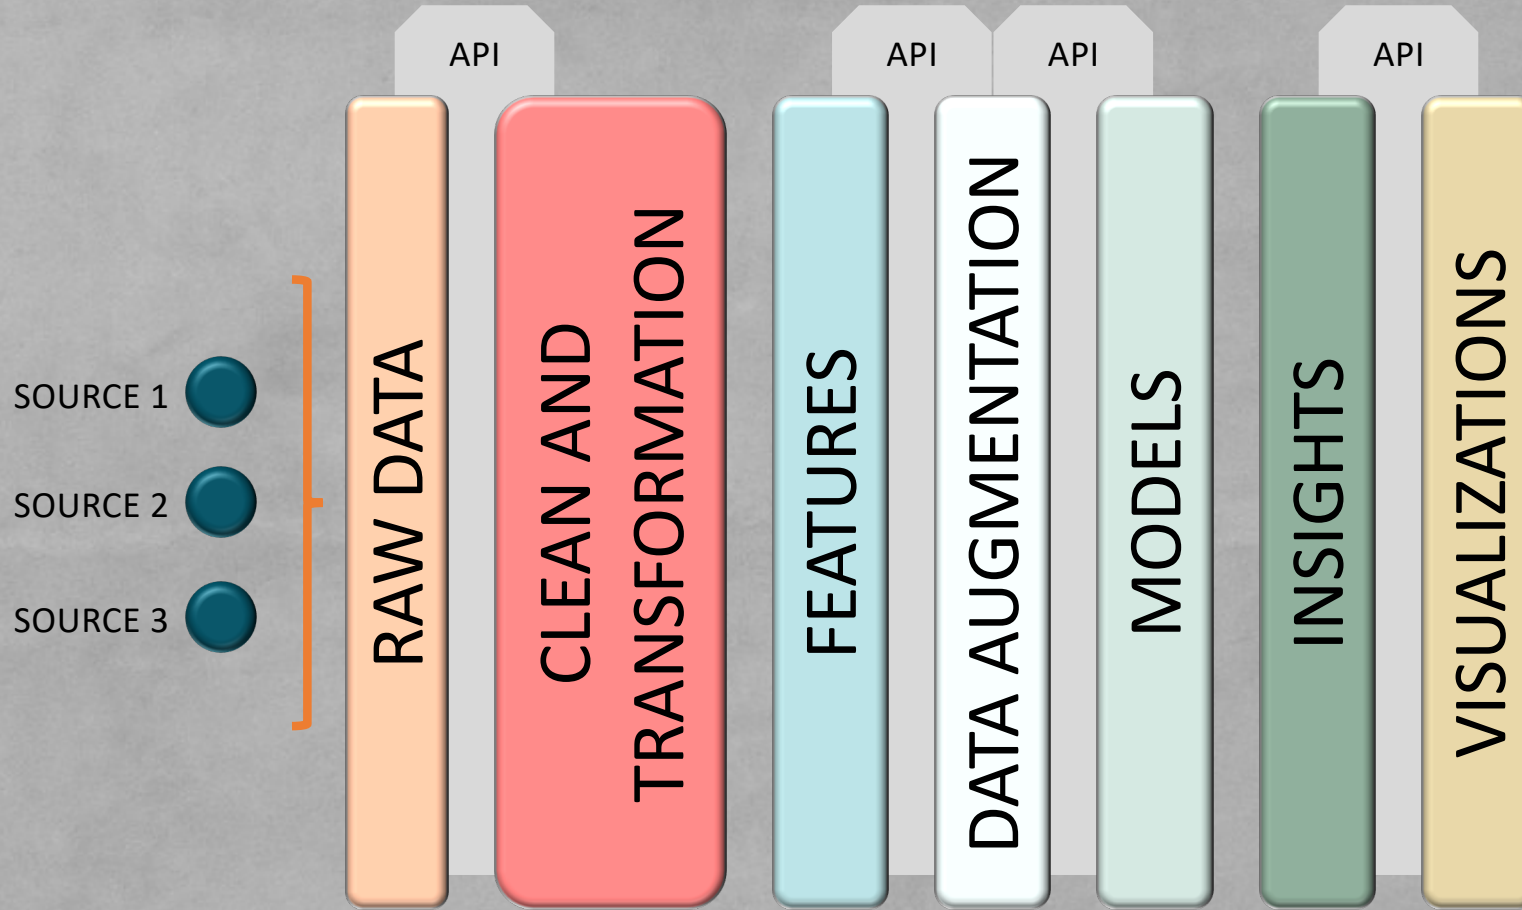 API
API
API
API
SOURCE 1
SOURCE 2
SOURCE 3
RAW DATA
CLEAN AND
TRANSFORMATION
FEATURES
DATA AUGMENTATION
MODELS
INSIGHTS
VISUALIZATIONS